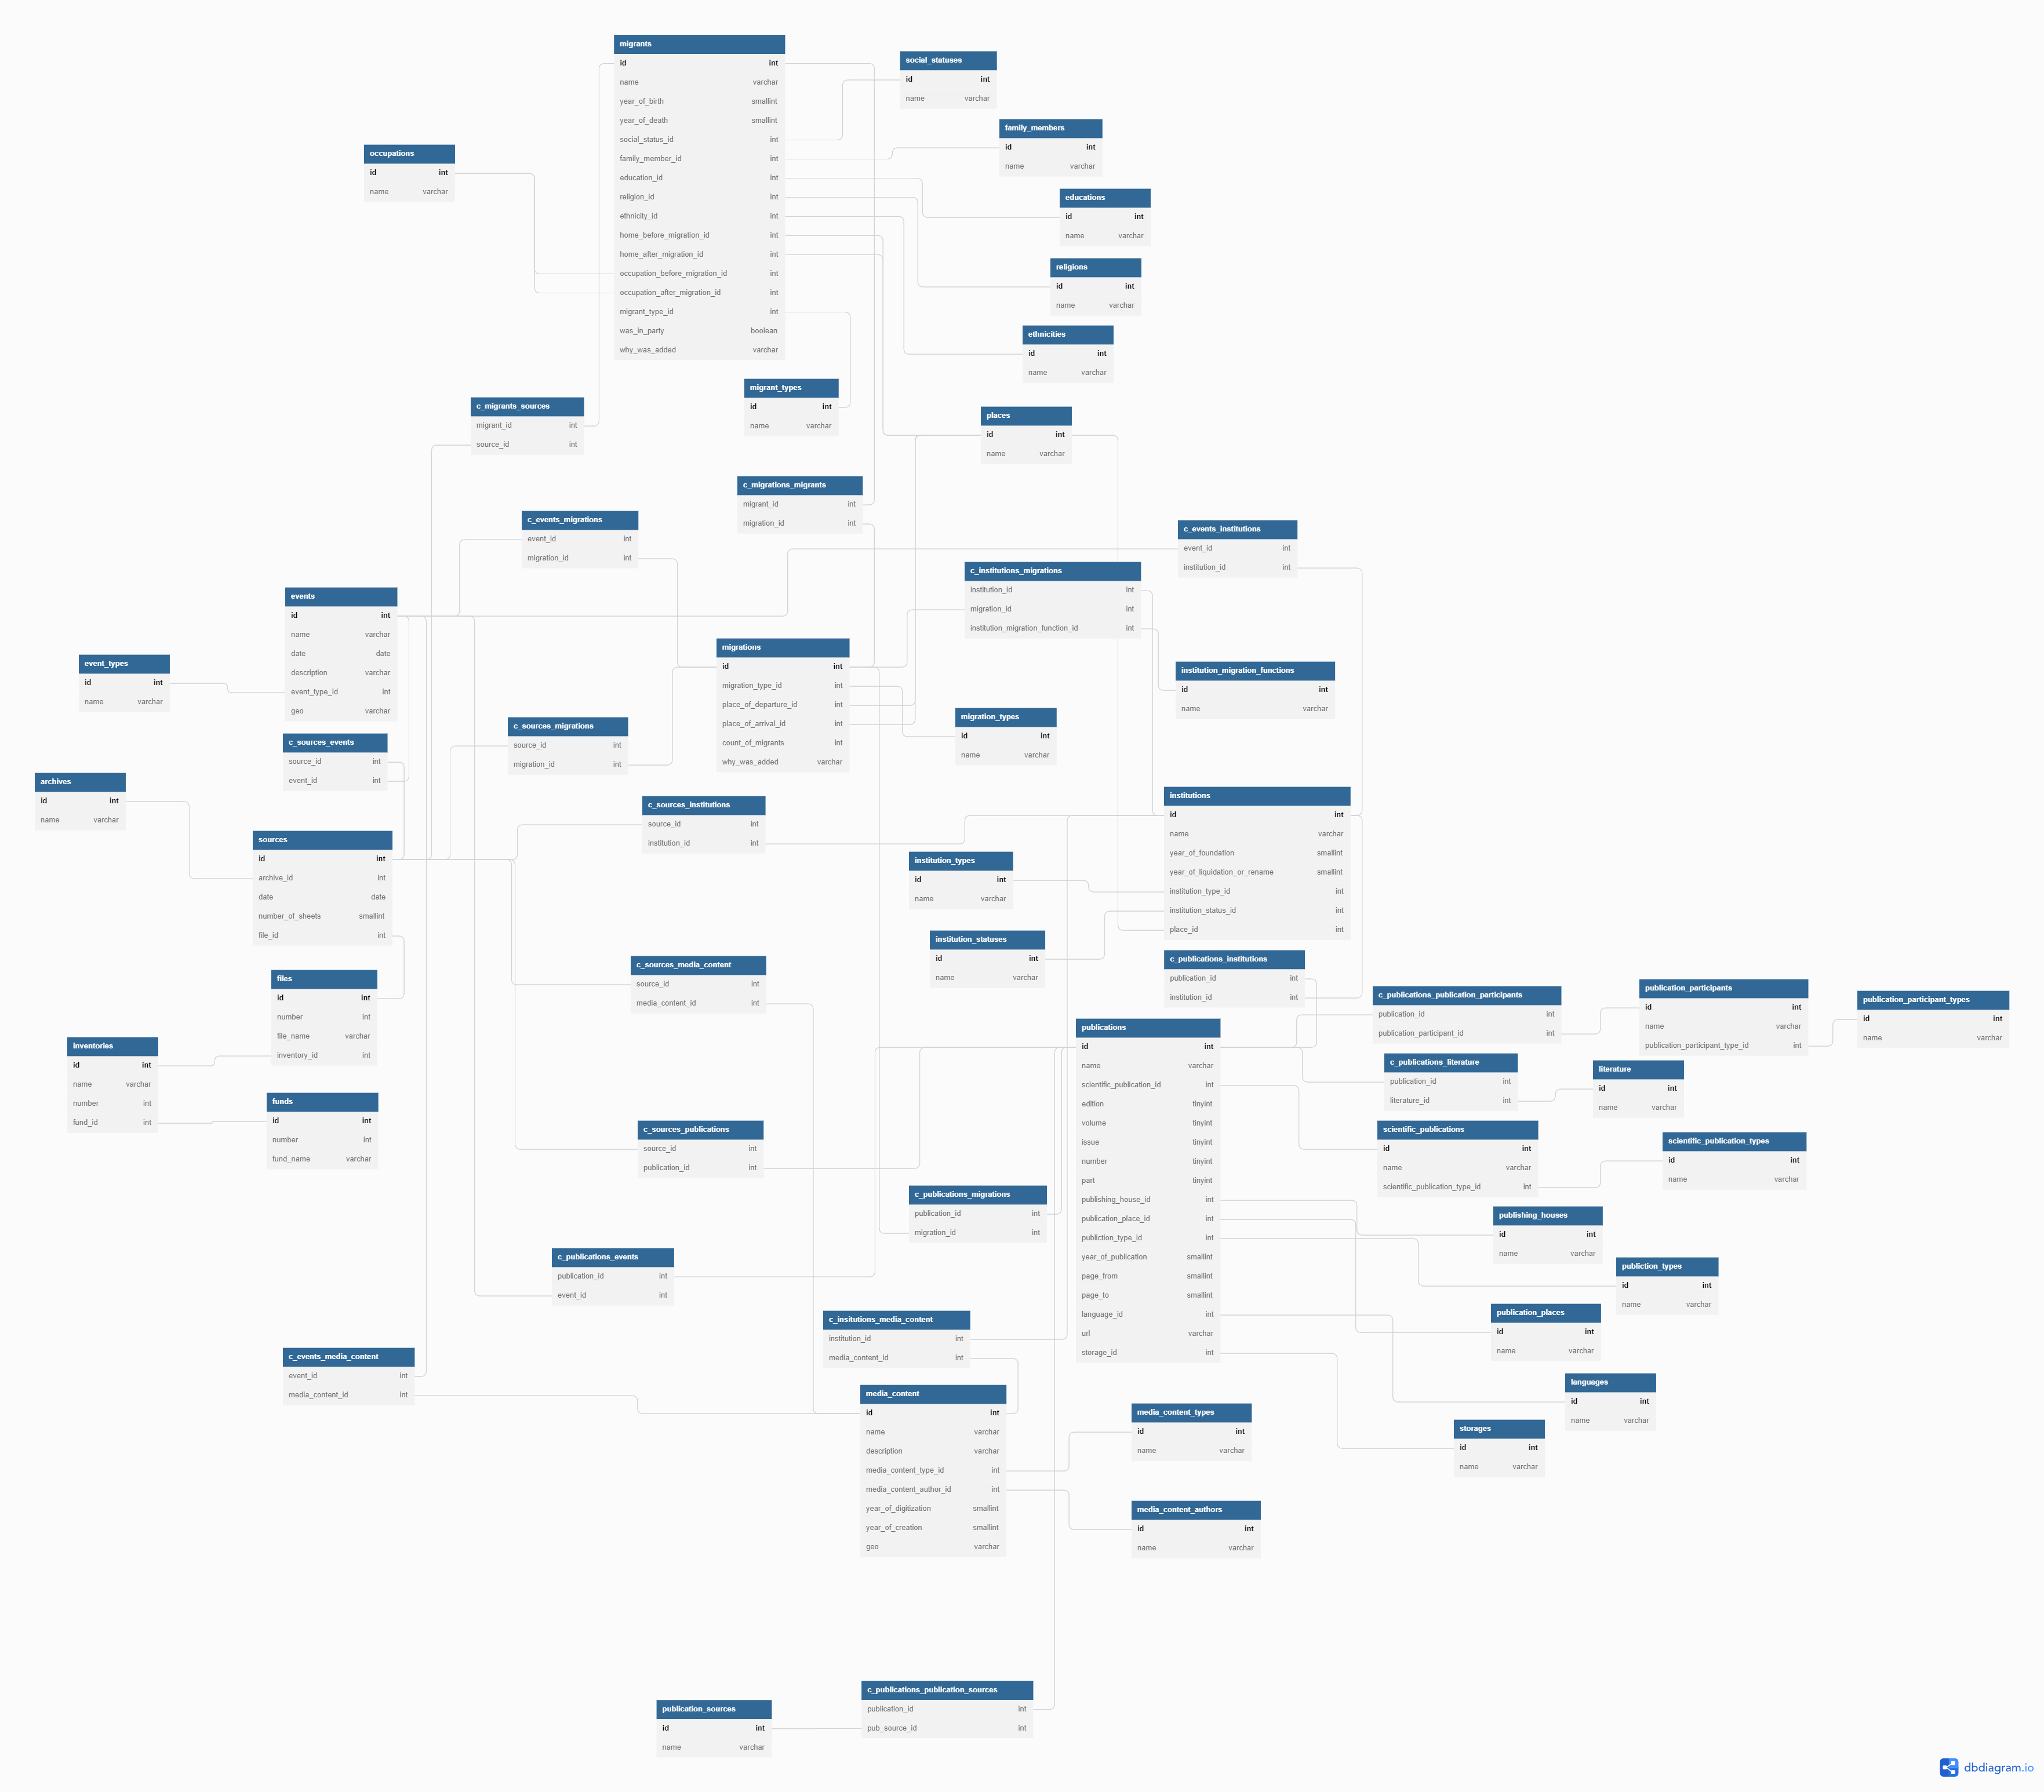 migrants
id int
name varchar
year_of_birth smallint
year_of_death smallint
social_status_id int
family_member_id int
education_id int
religion_id int
ethnicity_id int
home_before_migration_id int
home_after_migration_id int
occupation_before_migration_id int
occupation_after_migration_id int
migrant_type_id int
was_in_party boolean
why_was_added varchar
social_statuses
id int
name varchar
family_members
id int
name varchar
occupations
id int
name varchar
educations
id int
name varchar
religions
id int
name varchar
ethnicities
id int
name varchar
migrant_types
id int
name varchar
c_migrants_sources
migrant_id int
source_id int
places
id int
name varchar
c_migrations_migrants
migrant_id int
migration_id int
c_events_migrations
event_id int
migration_id int
c_events_institutions
event_id int
institution_id int
c_institutions_migrations
institution_id int
migration_id int
institution_migration_function_id int
events
id int
name varchar
date date
description varchar
event_type_id int
geo varchar
event_types
id int
name varchar
migrations
id int
migration_type_id int
place_of_departure_id int
place_of_arrival_id int
count_of_migrants int
why_was_added varchar
institution_migration_functions
id int
name varchar
migration_types
id int
name varchar
c_sources_migrations
source_id int
migration_id int
c_sources_events
source_id int
event_id int
archives
id int
name varchar
c_sources_institutions
source_id int
institution_id int
institutions
id int
name varchar
year_of_foundation smallint
year_of_liquidation_or_rename smallint
institution_type_id int
institution_status_id int
place_id int
sources
id int
archive_id int
date date
number_of_sheets smallint
file_id int
institution_types
id int
name varchar
institution_statuses
id int
name varchar
c_publications_institutions
publication_id int
institution_id int
c_sources_media_content
source_id int
media_content_id int
files
id int
number int
file_name varchar
inventory_id int
c_publications_publication_participants
publication_id int
publication_participant_id int
publication_participants
id int
name varchar
publication_participant_type_id int
publication_participant_types
id int
name varchar
publications
id int
name varchar
scientific_publication_id int
edition tinyint
volume tinyint
issue tinyint
number tinyint
part tinyint
publishing_house_id int
publication_place_id int
publiction_type_id int
year_of_publication smallint
page_from smallint
page_to smallint
language_id int
url varchar
storage_id int
inventories
id int
name varchar
number int
fund_id int
c_publications_literature
publication_id int
literature_id int
literature
id int
name varchar
funds
id int
number int
fund_name varchar
c_sources_publications
source_id int
publication_id int
scientific_publications
id int
name varchar
scientific_publication_type_id int
scientific_publication_types
id int
name varchar
c_publications_migrations
publication_id int
migration_id int
publishing_houses
id int
name varchar
c_publications_events
publication_id int
event_id int
publiction_types
id int
name varchar
publication_places
id int
name varchar
c_insitutions_media_content
institution_id int
media_content_id int
c_events_media_content
event_id int
media_content_id int
languages
id int
name varchar
media_content
id int
name varchar
description varchar
media_content_type_id int
media_content_author_id int
year_of_digitization smallint
year_of_creation smallint
geo varchar
media_content_types
id int
name varchar
storages
id int
name varchar
media_content_authors
id int
name varchar
c_publications_publication_sources
publication_id int
pub_source_id int
publication_sources
id int
name varchar
dbdiagram.io